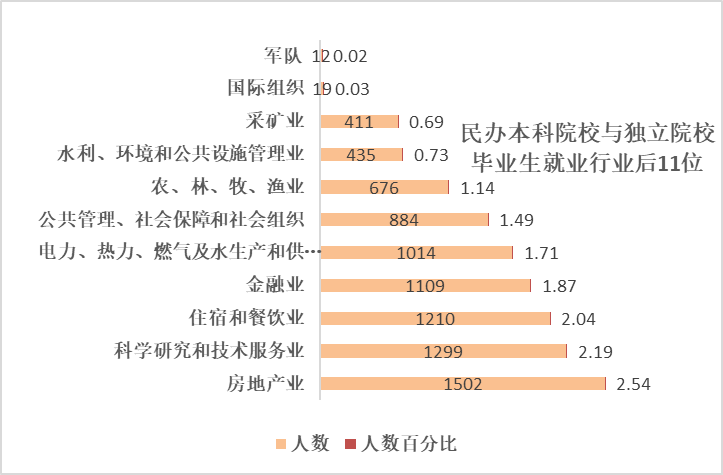 军队 12 0.02
国际组织 19 0.03
采矿业 411 0.69
民办本科院校与独立院校
水利、环境和公共设施管理业 435 0.73
毕业生就业行业后11位
农、林、牧、渔业 676 1.14
公共管理、社会保障和社会组织 884 1.49
电力、热力、燃气及水生产和供… 1014 1.71
金融业 1109 1.87
住宿和餐饮业 1210 2.04
科学研究和技术服务业 1299 2.19
房地产业 1502 2.54
人数 人数百分比